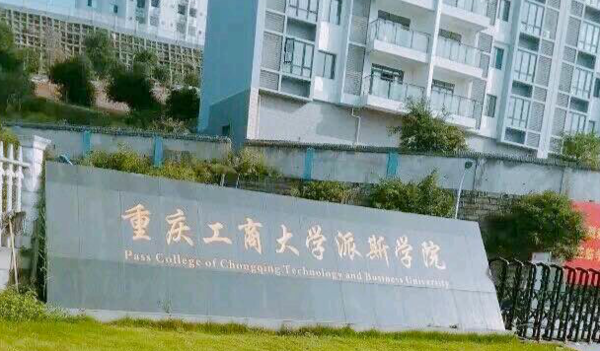 重庆工商大学派斯学院
Pass College of Chongqing Technology and Business University